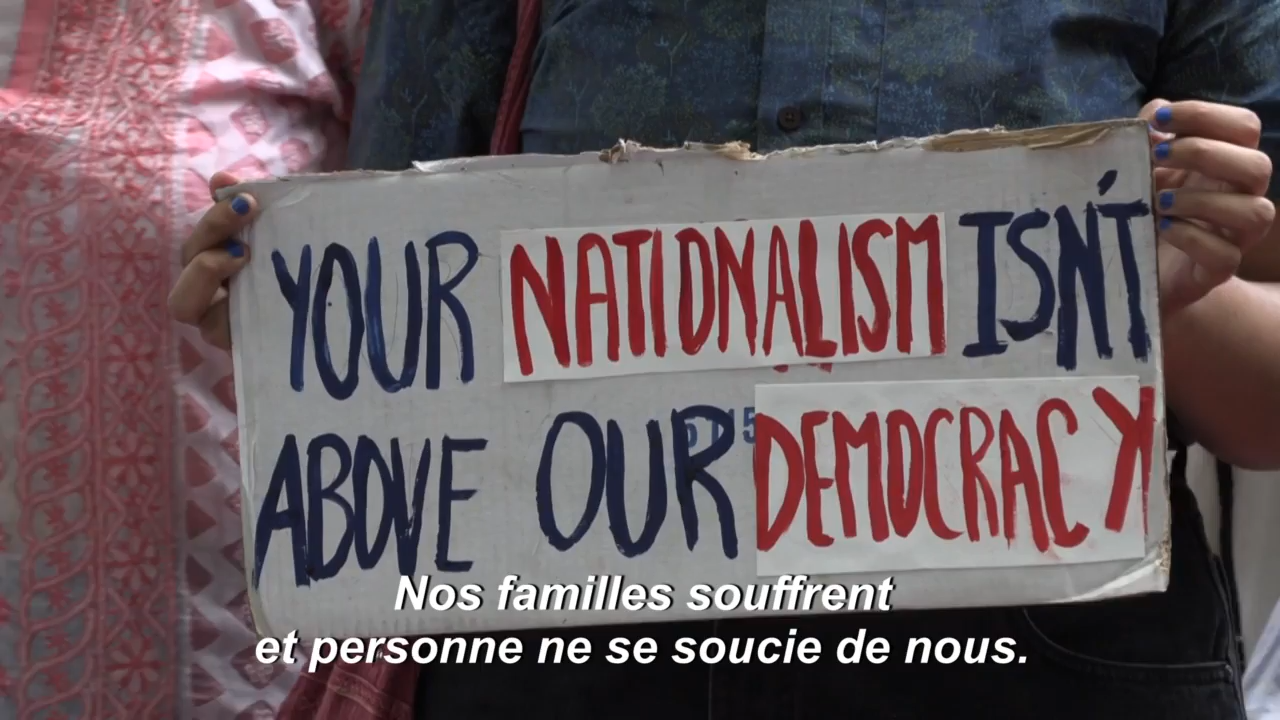 YOUR NATIONALISM ISN'T
ABOVE OUR DEMOCRACY
Nos familles souffrent
et personne ne se soucie de nous.